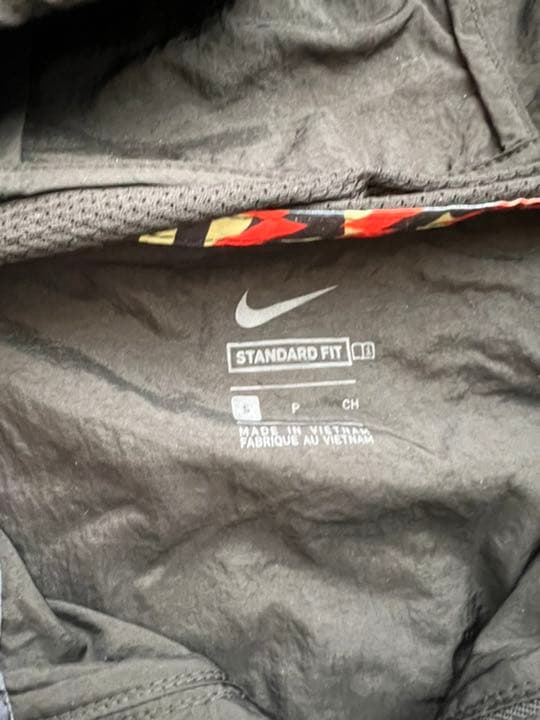 STANDARD FIT
S P CH
MADE IN VIETNAM
FABRIQUE AU VIETNAM